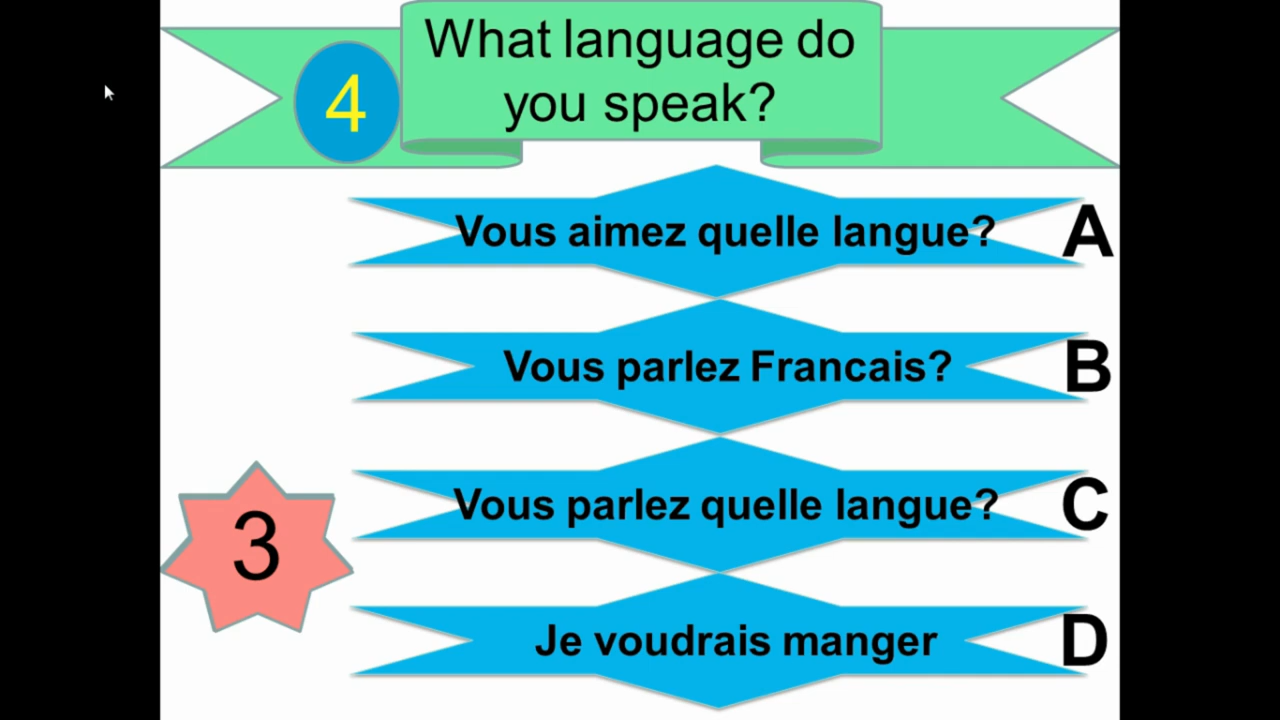 4
What language do
you speak?
Vous aimez quelle langue?
A
Vous parlez Francais?
B
Vous parlez quelle langue?
C
3
Je voudrais manger
D